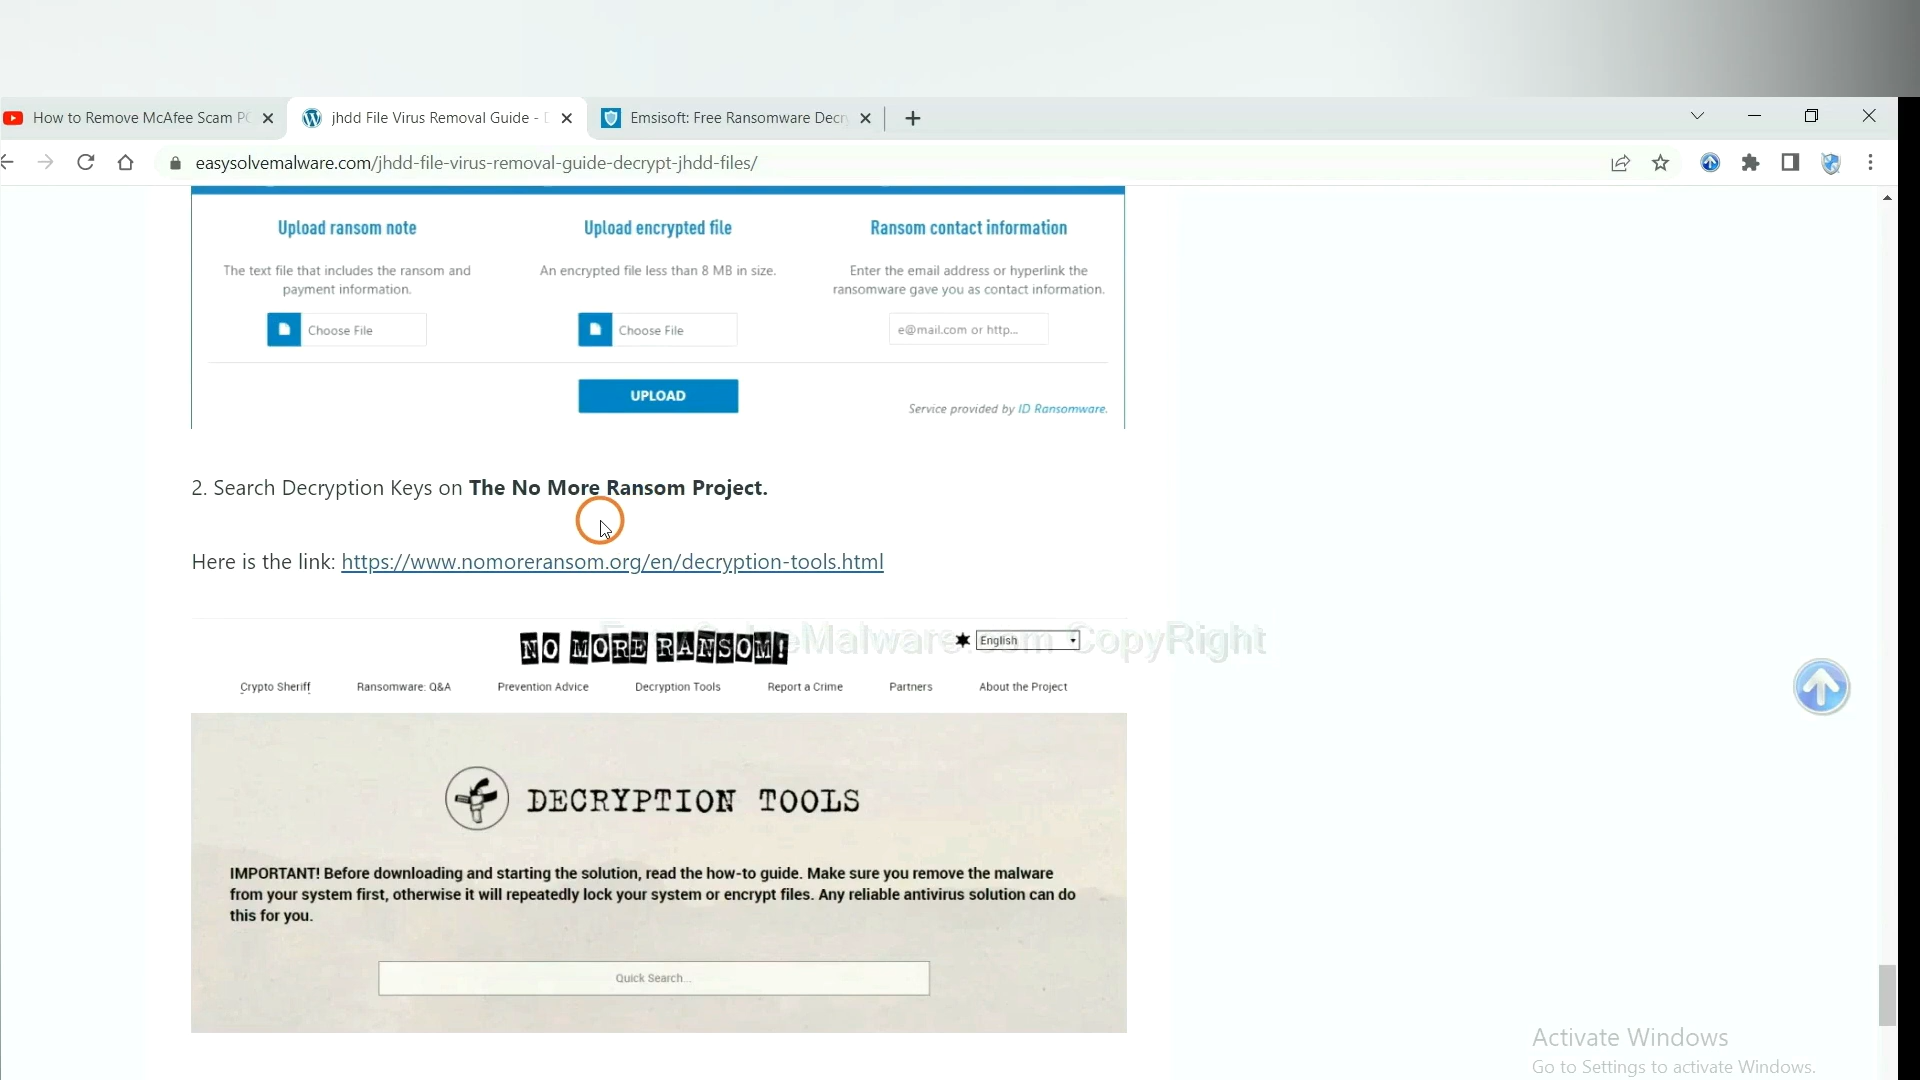 How to Remove McAfee Scam PO
jhdd File Virus Removal Guide -
Emsisoft: Free Ransomware Decry
easysolvemalware.com/jhdd-file-virus-removal-guide-decrypt-jhdd-files/
Upload ransom note
Upload encrypted file
Ransom contact information
The text file that includes the ransom and
payment information.
An encrypted file less than 8 MB in size.
Enter the email address or hyperlink the
ransomware gave you as contact information.
Choose File
Choose File
e@mail.com or http...
UPLOAD
Service provided by ID Ransomware.
2. Search Decryption Keys on The No More Ransom Project.
Here is the link: https://www.nomoreransom.org/en/decryption-tools.html
NO MORE RANSOM!
English
EasySolveMalware.com CopyRight
Crypto Sheriff
Ransomware: Q&A
Prevention Advice
Decryption Tools
Report a Crime
Partners
About the Project
DECRYPTION TOOLS
IMPORTANT! Before downloading and starting the solution, read the how-to guide. Make sure you remove the malware
from your system first, otherwise it will repeatedly lock your system or encrypt files. Any reliable antivirus solution can do
this for you.
Quick Search...
Activate Windows
Go to Settings to activate Windows.